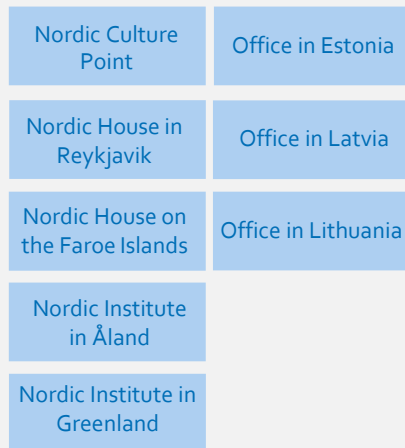 Nordic Culture
Point
Office in Estonia
Nordic House in
Reykjavik
Office in Latvia
Nordic House on
the Faroe Islands
Office in Lithuania
Nordic Institute
in Åland
Nordic Institute in
Greenland